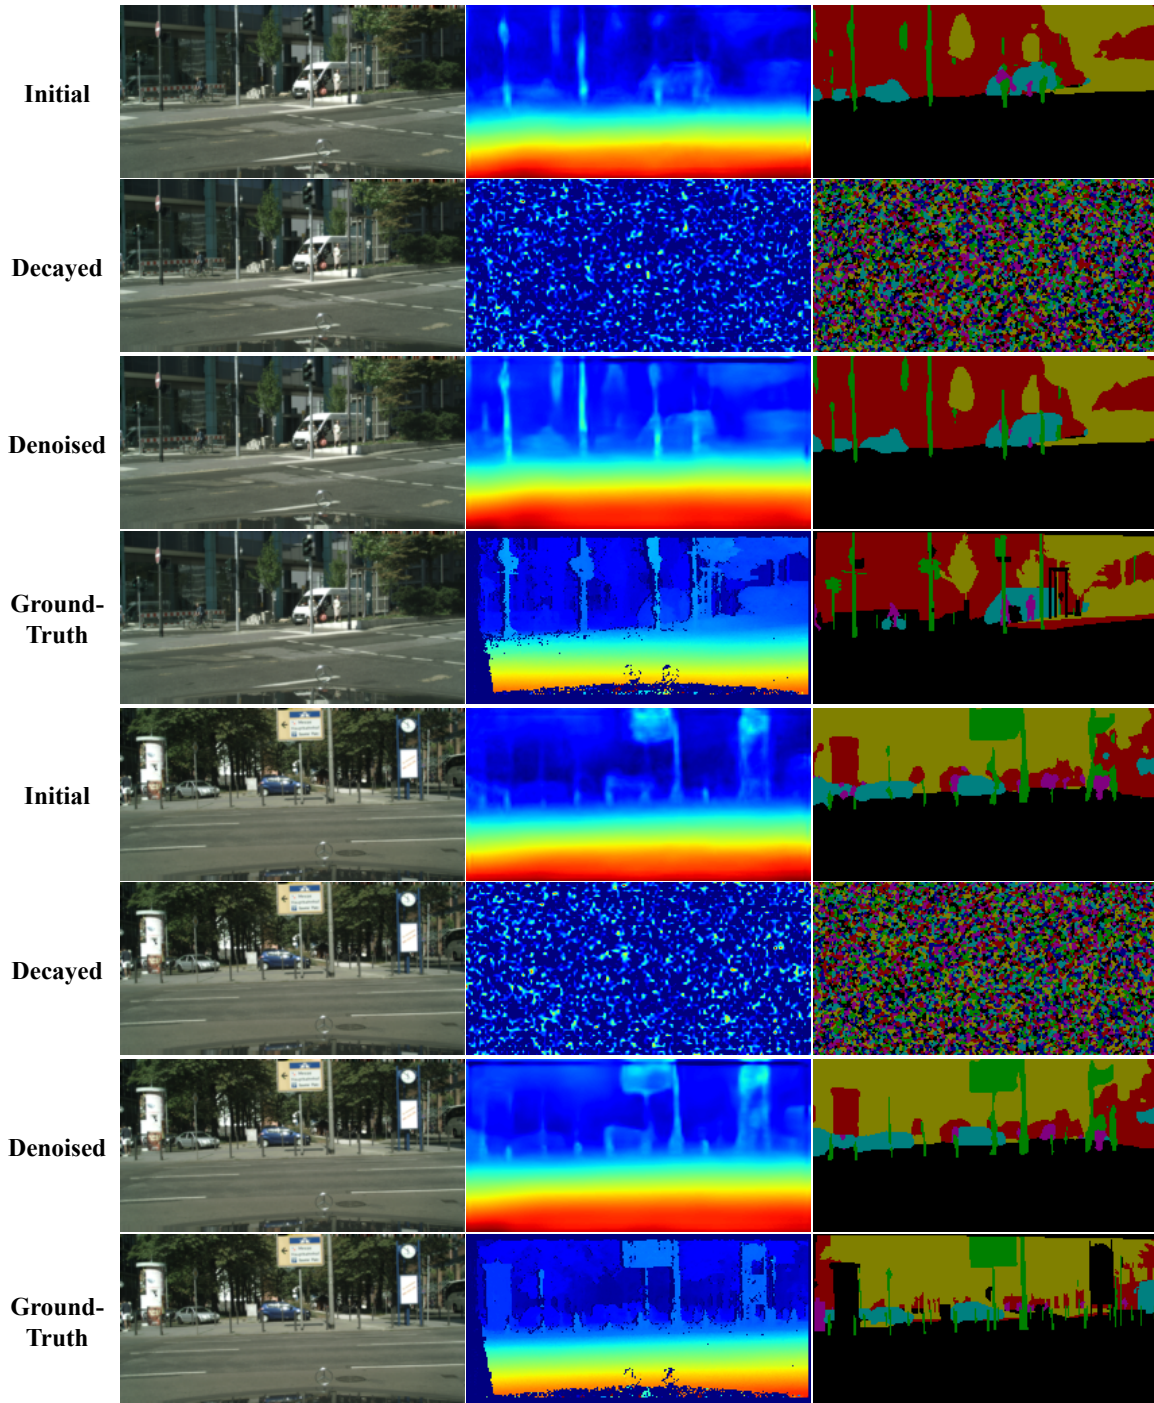 Initial
Decayed
Denoised
Ground-
Truth
Initial
Decayed
Denoised
Ground-
Truth